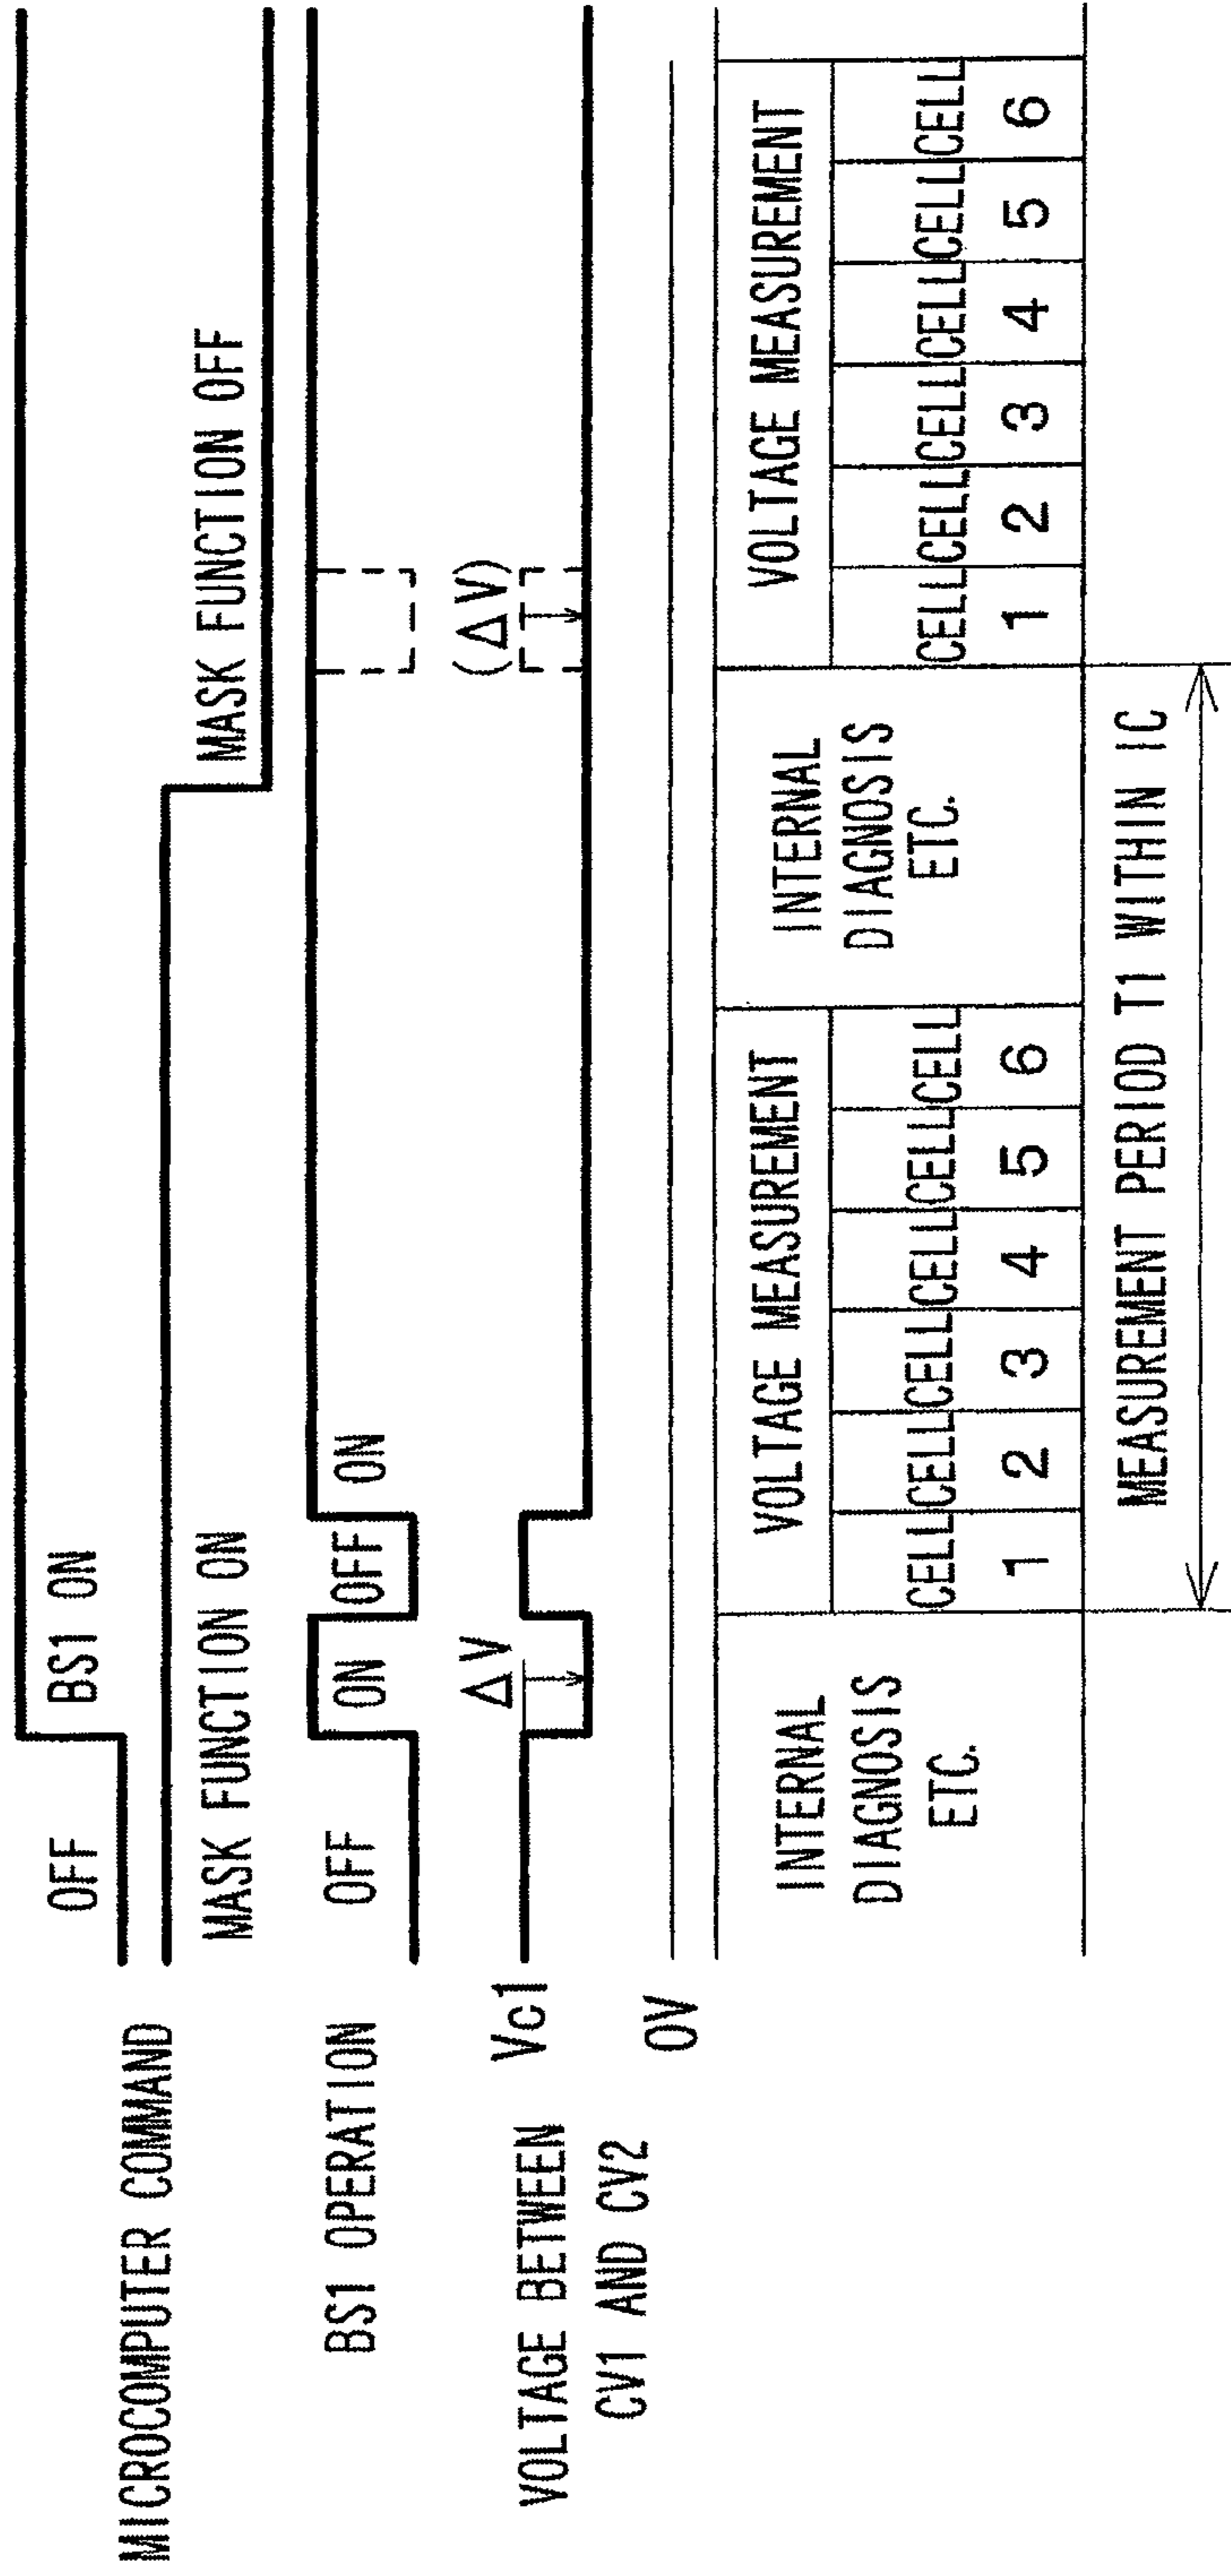 OFF
BS1 ON
MICROCOMPUTER COMMAND
MASK FUNCTION ON
MASK FUNCTION OFF
BS1 OPERATION
OFF
ON
OFF
ON
VOLTAGE BETWEEN
CV1 AND CV2
Vc1
ΔV
(ΔV)
0V
INTERNAL
DIAGNOSIS
ETC.
VOLTAGE MEASUREMENT
CELL CELL CELL CELL CELL CELL
1 2 3 4 5 6
INTERNAL
DIAGNOSIS
ETC.
VOLTAGE MEASUREMENT
CELL CELL CELL CELL CELL CELL
1 2 3 4 5 6
MEASUREMENT PERIOD T1 WITHIN IC